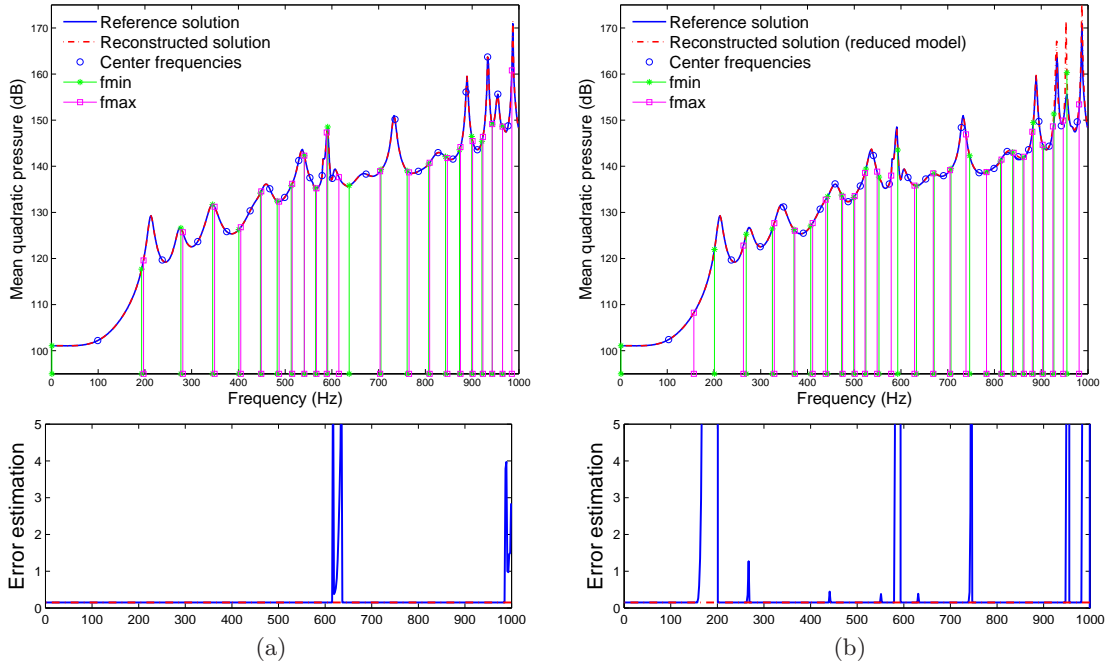 Reference solution
Reconstructed solution
Center frequencies
fmin
fmax
Mean quadratic pressure (dB)
170
160
150
140
130
120
110
100
0 100 200 300 400 500 600 700 800 900 1000
Frequency (Hz)
Error estimation
5
4
3
2
1
0
0 100 200 300 400 500 600 700 800 900 1000
(a)
Reference solution
Reconstructed solution (reduced model)
Center frequencies
fmin
fmax
Mean quadratic pressure (dB)
170
160
150
140
130
120
110
100
0 100 200 300 400 500 600 700 800 900 1000
Frequency (Hz)
Error estimation
5
4
3
2
1
0
0 100 200 300 400 500 600 700 800 900 1000
(b)